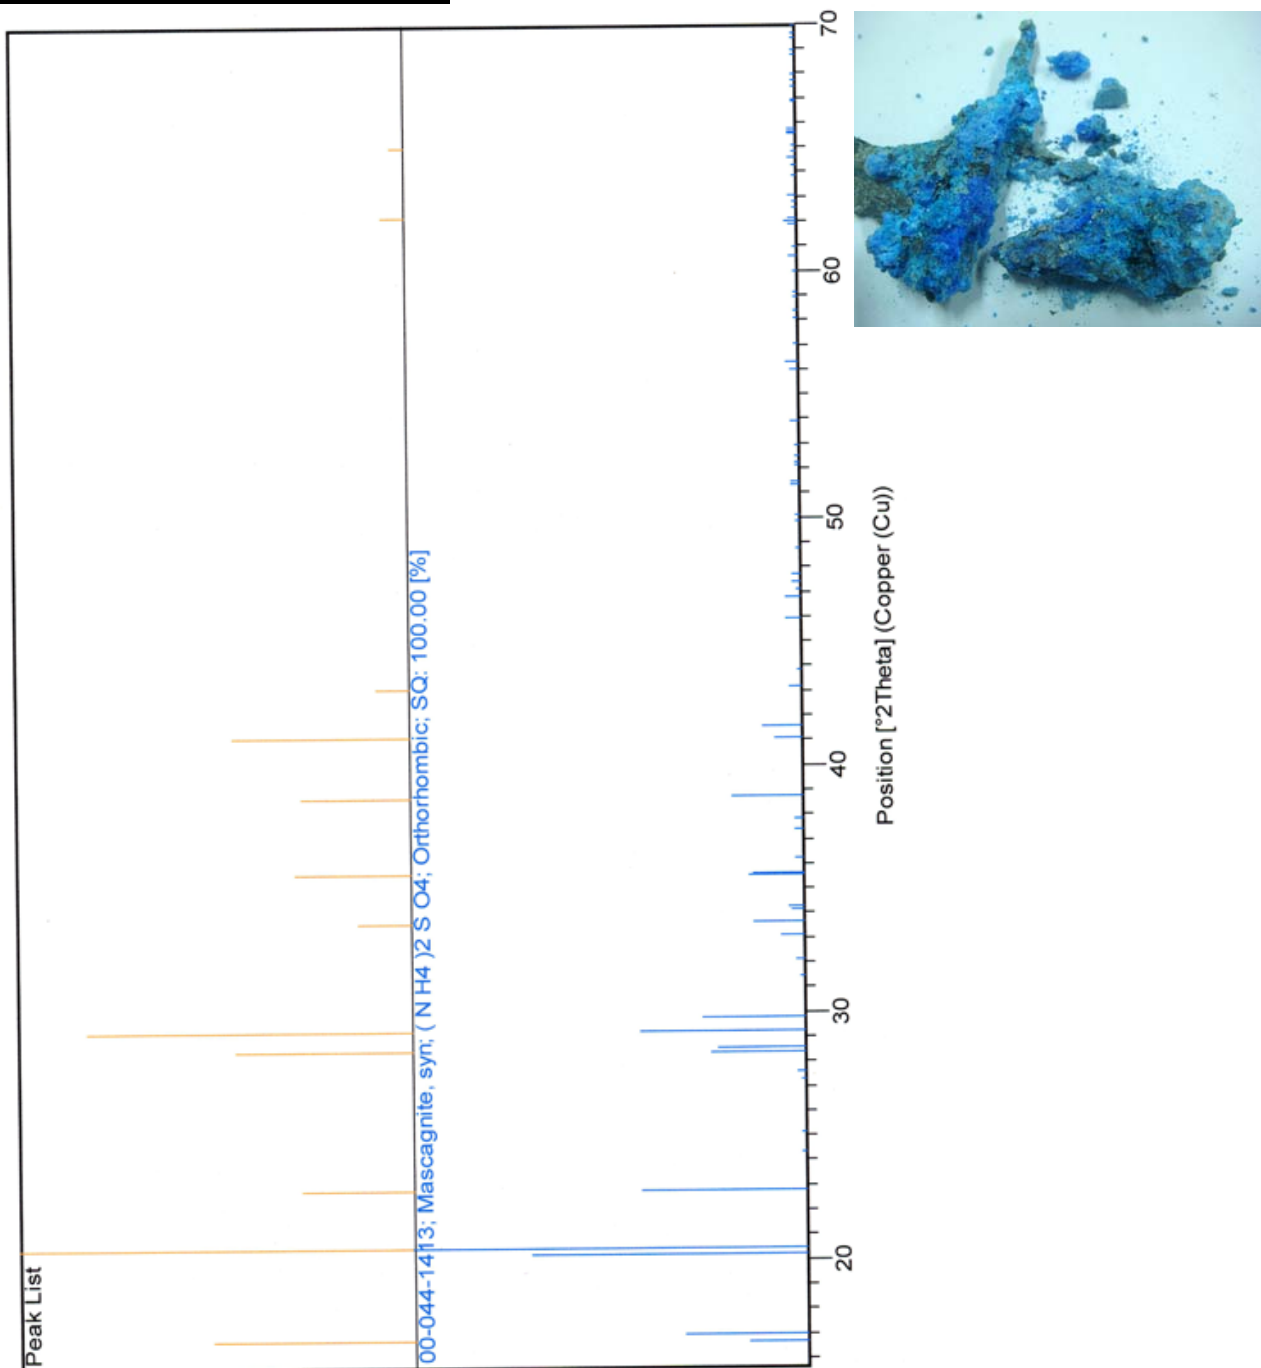 Peak List
00-044-1413; Mascagnite, syn; ( N H4 )2 S O4; Orthorhombic; SQ: 100.00 [%]
20
30
40
50
60
70
Position [°2Theta] (Copper (Cu))